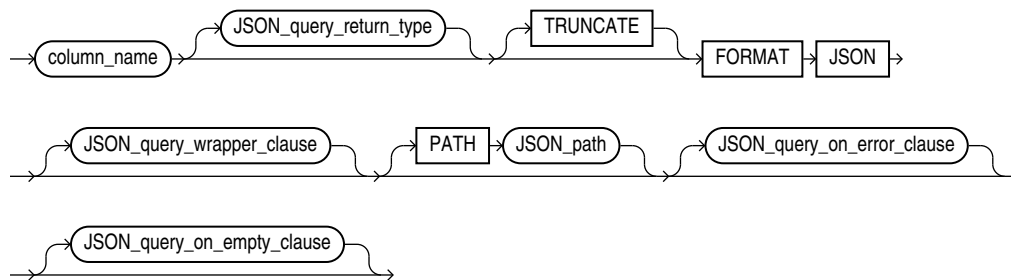 JSON_query_return_type TRUNCATE
column_name FORMAT JSON
JSON_query_wrapper_clause PATH JSON_path JSON_query_on_error_clause
JSON_query_on_empty_clause